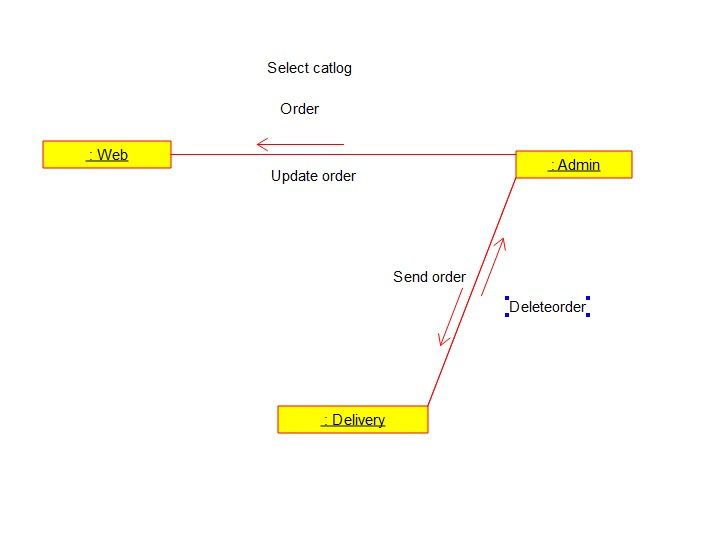 Select catlog
Order
: Web
: Admin
Update order
Send order
Deleteorder
: Delivery